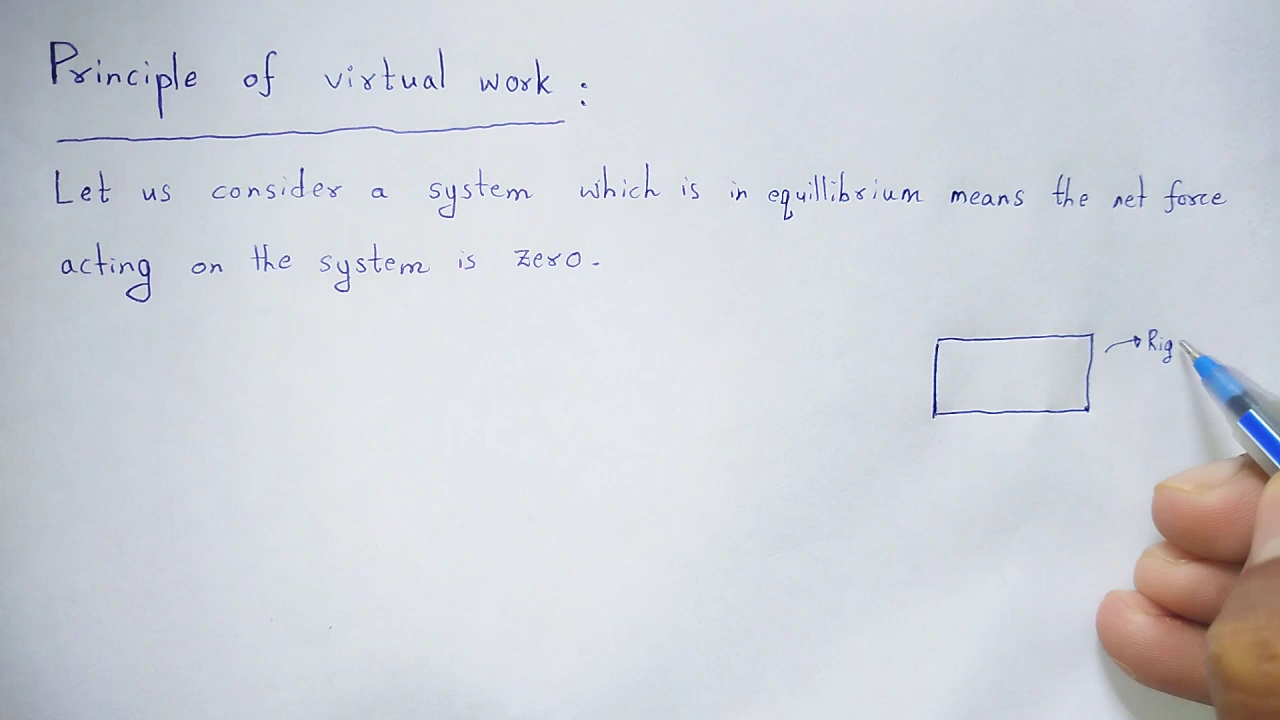 Principle of virtual work :
Let us consider a system which is in equillibrium means the net force
acting on the system is zero.
Rig